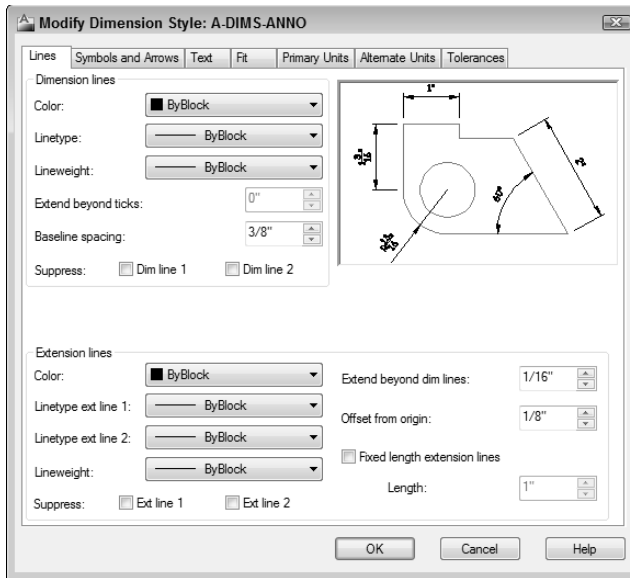 Modify Dimension Style: A-DIMS-ANNO
Lines Symbols and Arrows Text Fit Primary Units Alternate Units Tolerances
Dimension lines
Color: ByBlock
Linetype: ByBlock
Lineweight: ByBlock
Extend beyond ticks: 0"
Baseline spacing: 3/8"
Suppress: Dim line 1 Dim line 2
1"
2"
60°
Extension lines
Color: ByBlock
Linetype ext line 1: ByBlock
Linetype ext line 2: ByBlock
Lineweight: ByBlock
Suppress: Ext line 1 Ext line 2
Extend beyond dim lines: 1/16"
Offset from origin: 1/8"
Fixed length extension lines
Length: 1"
OK Cancel Help